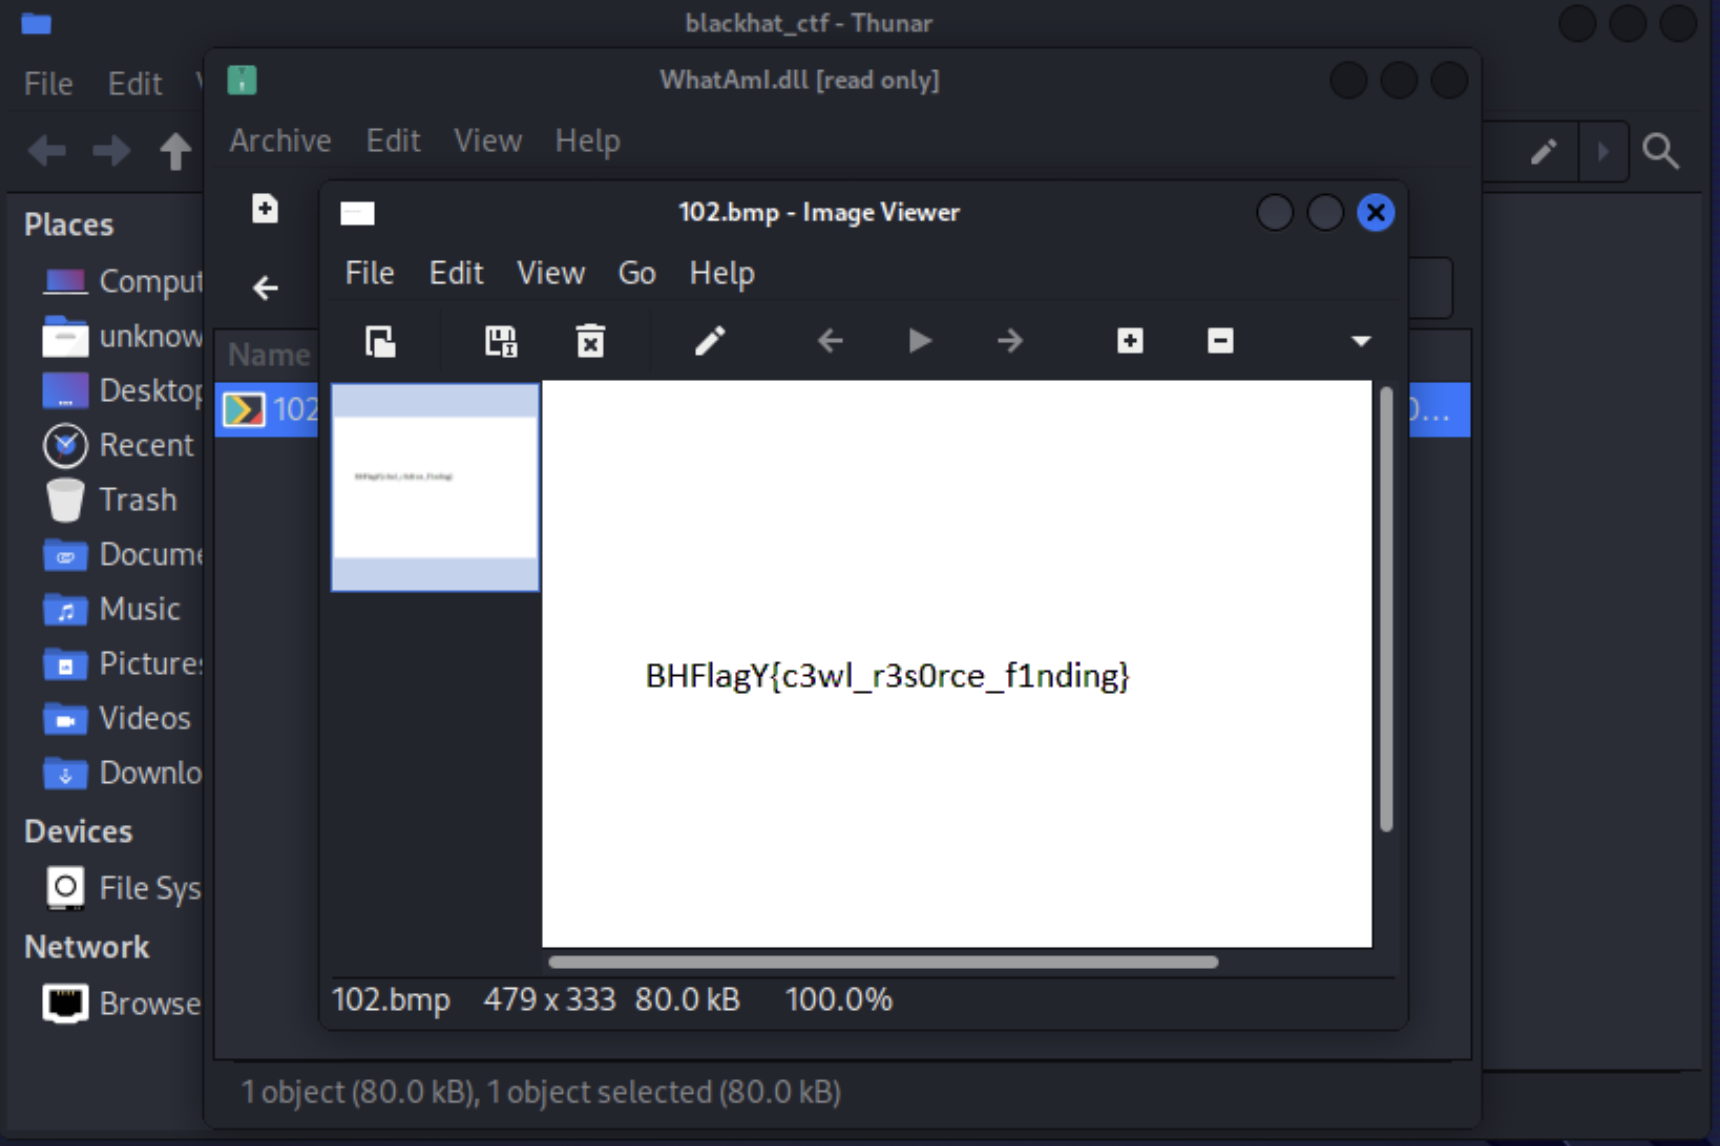 blackhat_ctf - Thunar
File Edit
WhatAmI.dll [read only]
Archive Edit View Help
102.bmp - Image Viewer
File Edit View Go Help
Places
Comput
unknow
Desktop
Recent
Trash
Docume
Music
Pictures
Videos
Downlo
Devices
File Sys
Network
Browse
Name
102
0...
BHFlagY{c3wl_r3s0rce_f1nding}
BHFlagY{c3wl_r3s0rce_f1nding}
102.bmp 479 x 333 80.0 kB 100.0%
1 object (80.0 kB), 1 object selected (80.0 kB)